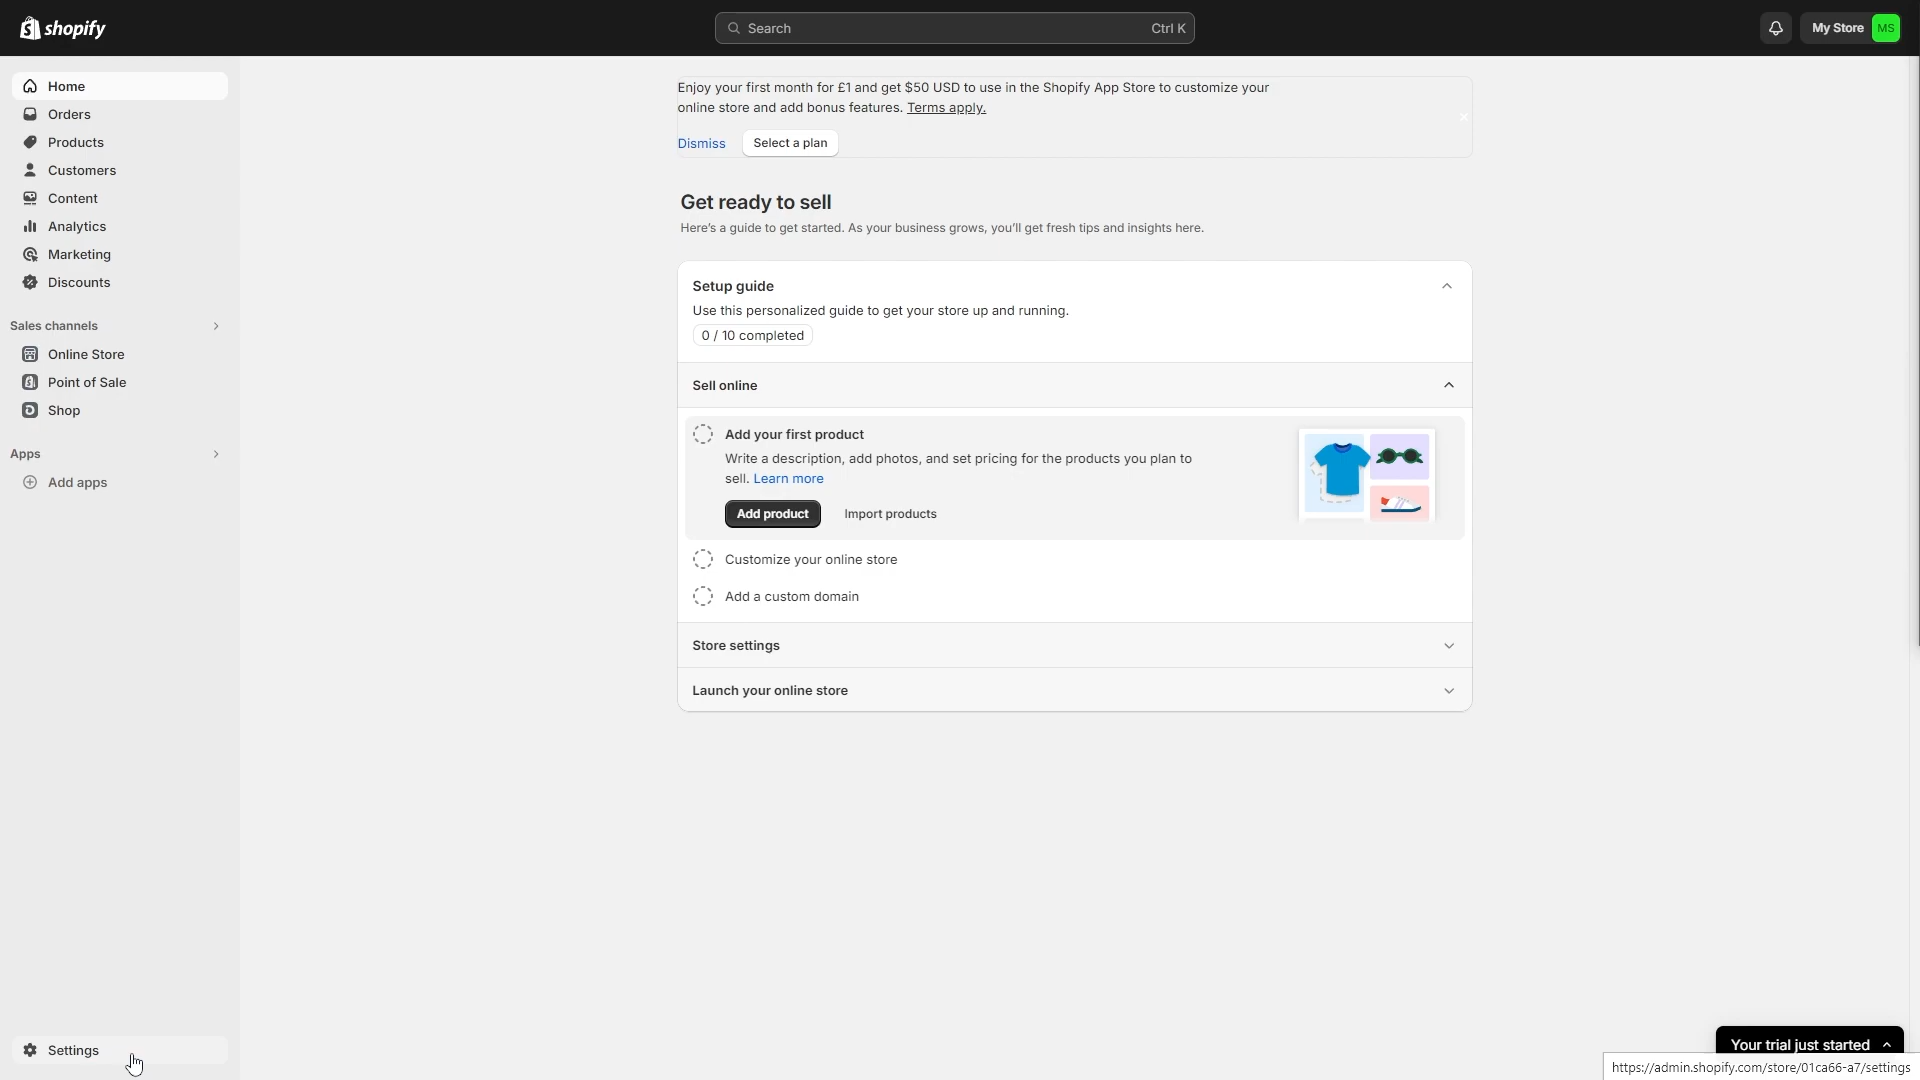 shopify
Search
Ctrl K
My Store
MS
Home
Orders
Products
Customers
Content
Analytics
Marketing
Discounts
Sales channels
Online Store
Point of Sale
Shop
Apps
Add apps
Settings
Enjoy your first month for £1 and get $50 USD to use in the Shopify App Store to customize your
online store and add bonus features. Terms apply.
Dismiss
Select a plan
Get ready to sell
Here's a guide to get started. As your business grows, you'll get fresh tips and insights here.
Setup guide
Use this personalized guide to get your store up and running.
0 / 10 completed
Sell online
Add your first product
Write a description, add photos, and set pricing for the products you plan to
sell. Learn more
Add product
Import products
Customize your online store
Add a custom domain
Store settings
Launch your online store
Your trial just started
https://admin.shopify.com/store/01ca66-a7/settings